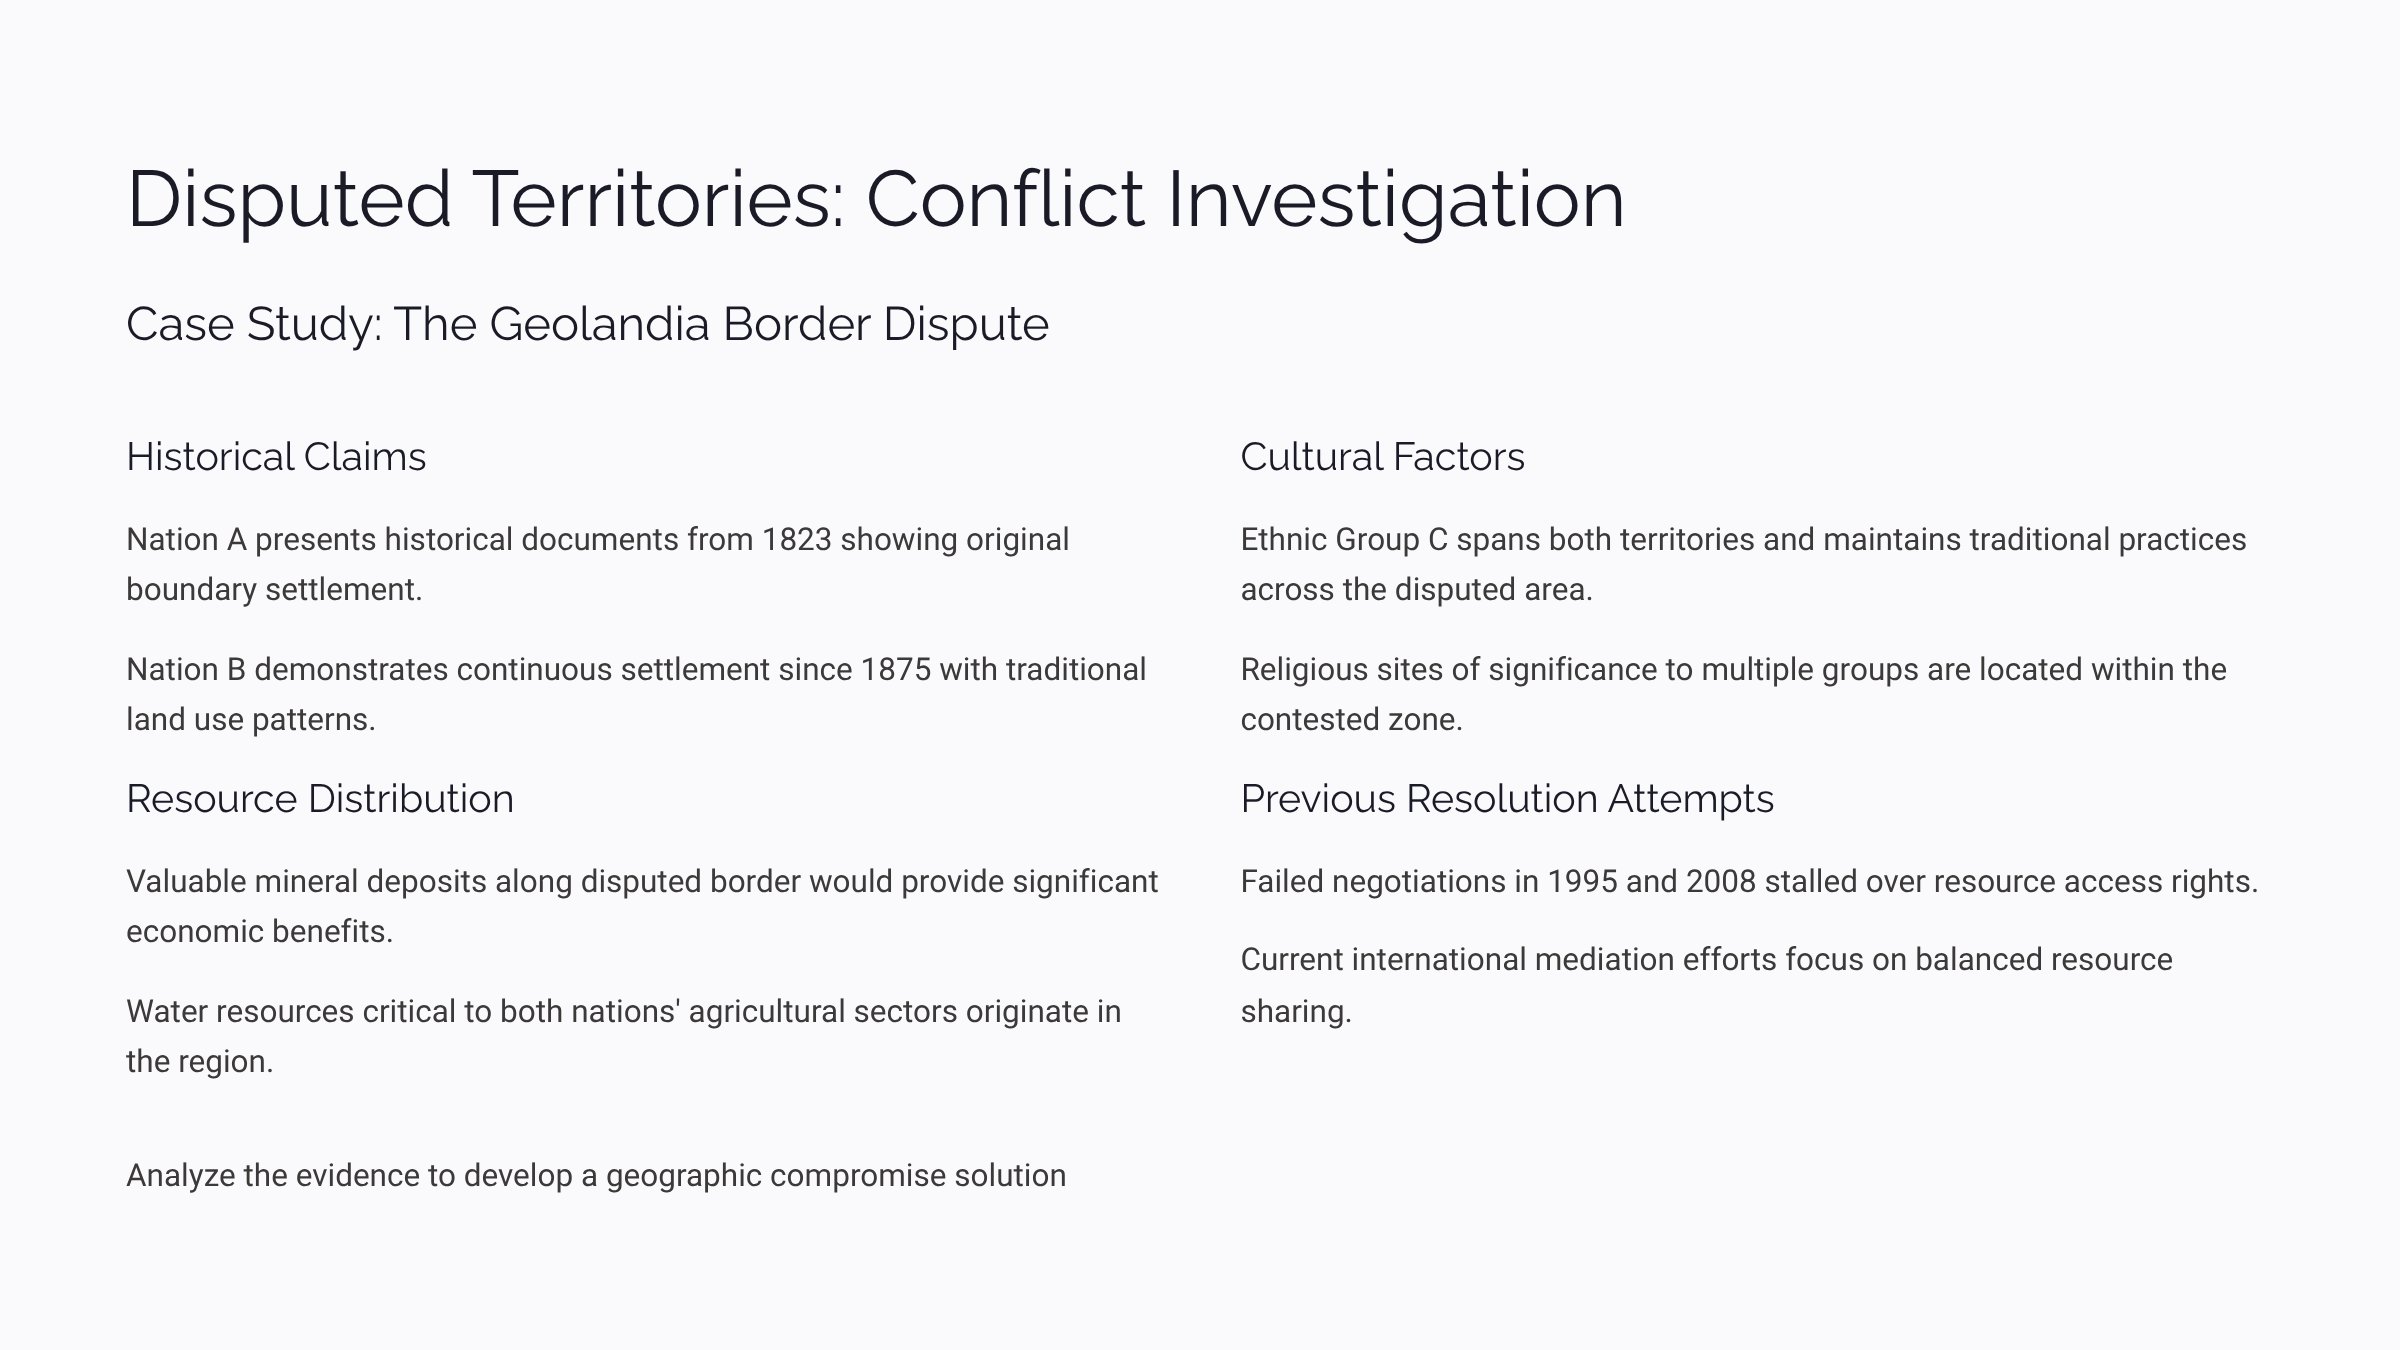 Disputed Territories: Conflict Investigation
Case Study: The Geolandia Border Dispute
Historical Claims
Nation A presents historical documents from 1823 showing original
boundary settlement.
Nation B demonstrates continuous settlement since 1875 with traditional
land use patterns.
Resource Distribution
Valuable mineral deposits along disputed border would provide significant
economic benefits.
Water resources critical to both nations' agricultural sectors originate in
the region.
Cultural Factors
Ethnic Group C spans both territories and maintains traditional practices
across the disputed area.
Religious sites of significance to multiple groups are located within the
contested zone.
Previous Resolution Attempts
Failed negotiations in 1995 and 2008 stalled over resource access rights.
Current international mediation efforts focus on balanced resource
sharing.
Analyze the evidence to develop a geographic compromise solution